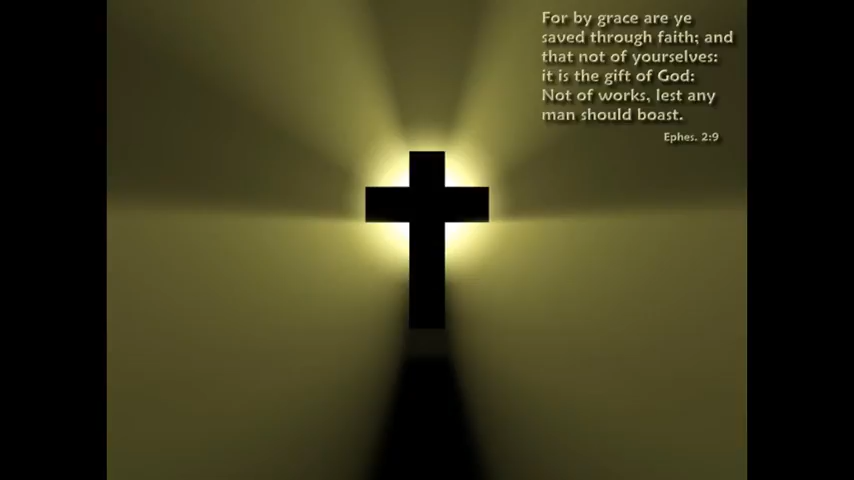 For by grace are ye
saved through faith; and
that not of yourselves:
it is the gift of God:
Not of works, lest any
man should boast.
Ephes. 2:9